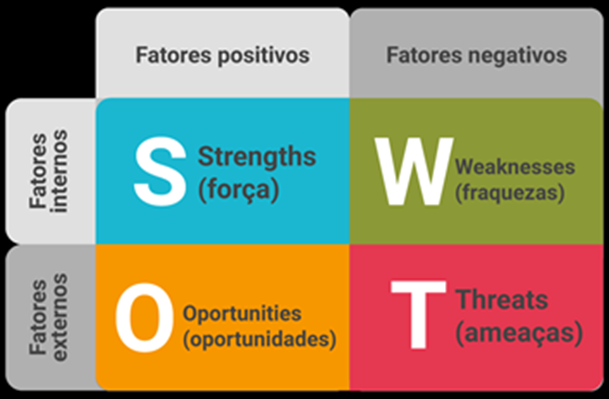 Fatores positivos
Fatores negativos
Fatores
internos
S
Strengths
(força)
W
Weaknesses
(fraquezas)
Fatores
externos
O
Oportunities
(oportunidades)
T
Threats
(ameaças)